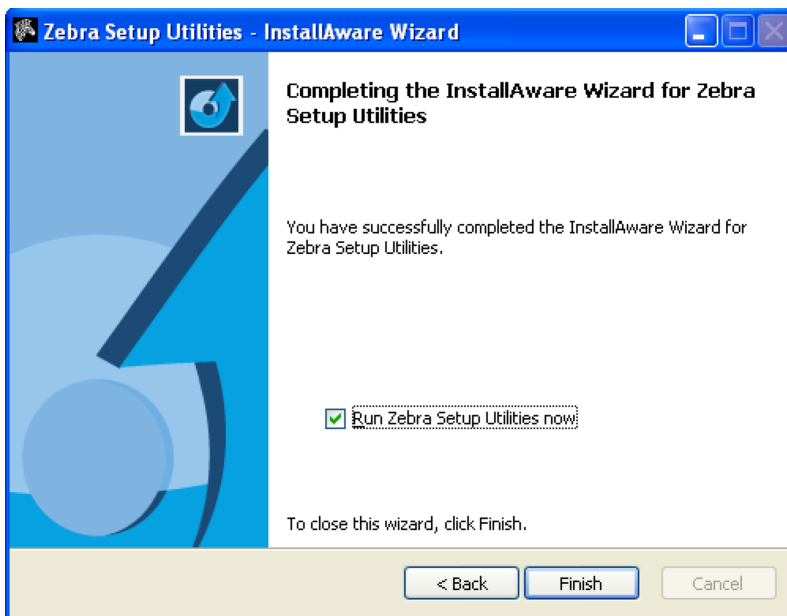 Zebra Setup Utilities - InstallAware Wizard
Completing the InstallAware Wizard for Zebra
Setup Utilities
You have successfully completed the InstallAware Wizard for
Zebra Setup Utilities.
Run Zebra Setup Utilities now
To close this wizard, click Finish.
< Back
Finish
Cancel